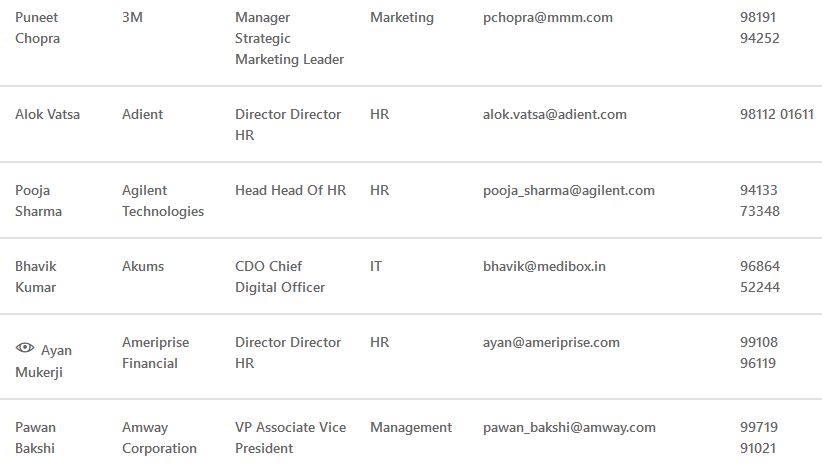 Puneet Chopra 3M Manager Strategic Marketing Leader Marketing pchopra@mmm.com 98191 94252
Alok Vatsa Adient Director Director HR HR alok.vatsa@adient.com 98112 01611
Pooja Sharma Agilent Technologies Head Head Of HR HR pooja_sharma@agilent.com 94133 73348
Bhavik Kumar Akums CDO Chief Digital Officer IT bhavik@medibox.in 96864 52244
Ayan Mukerji Ameriprise Financial Director Director HR HR ayan@ameriprise.com 99108 96119
Pawan Bakshi Amway Corporation VP Associate Vice President Management pawan_bakshi@amway.com 99719 91021